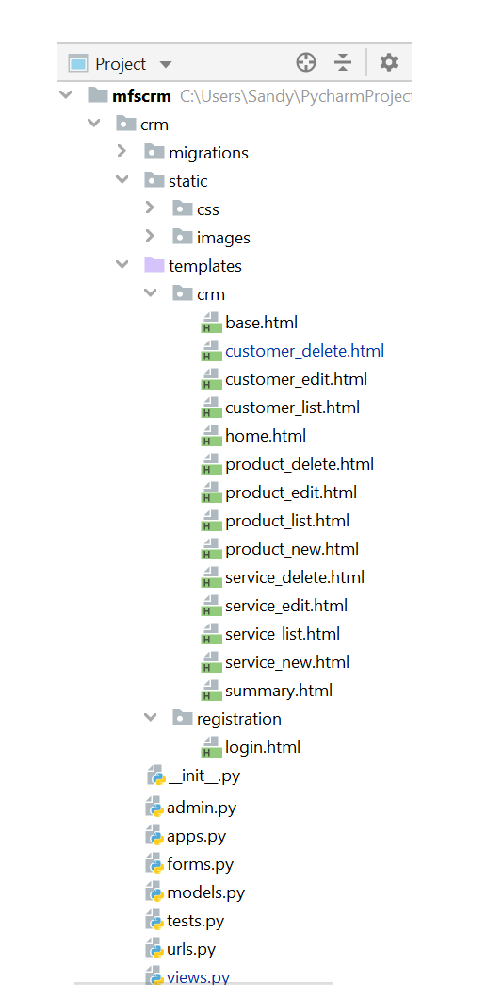 Project
mfscrm C:\Users\Sandy\PycharmProject
crm
migrations
static
css
images
templates
crm
base.html
customer_delete.html
customer_edit.html
customer_list.html
home.html
product_delete.html
product_edit.html
product_list.html
product_new.html
service_delete.html
service_edit.html
service_list.html
service_new.html
summary.html
registration
login.html
__init__.py
admin.py
apps.py
forms.py
models.py
tests.py
urls.py
views.py